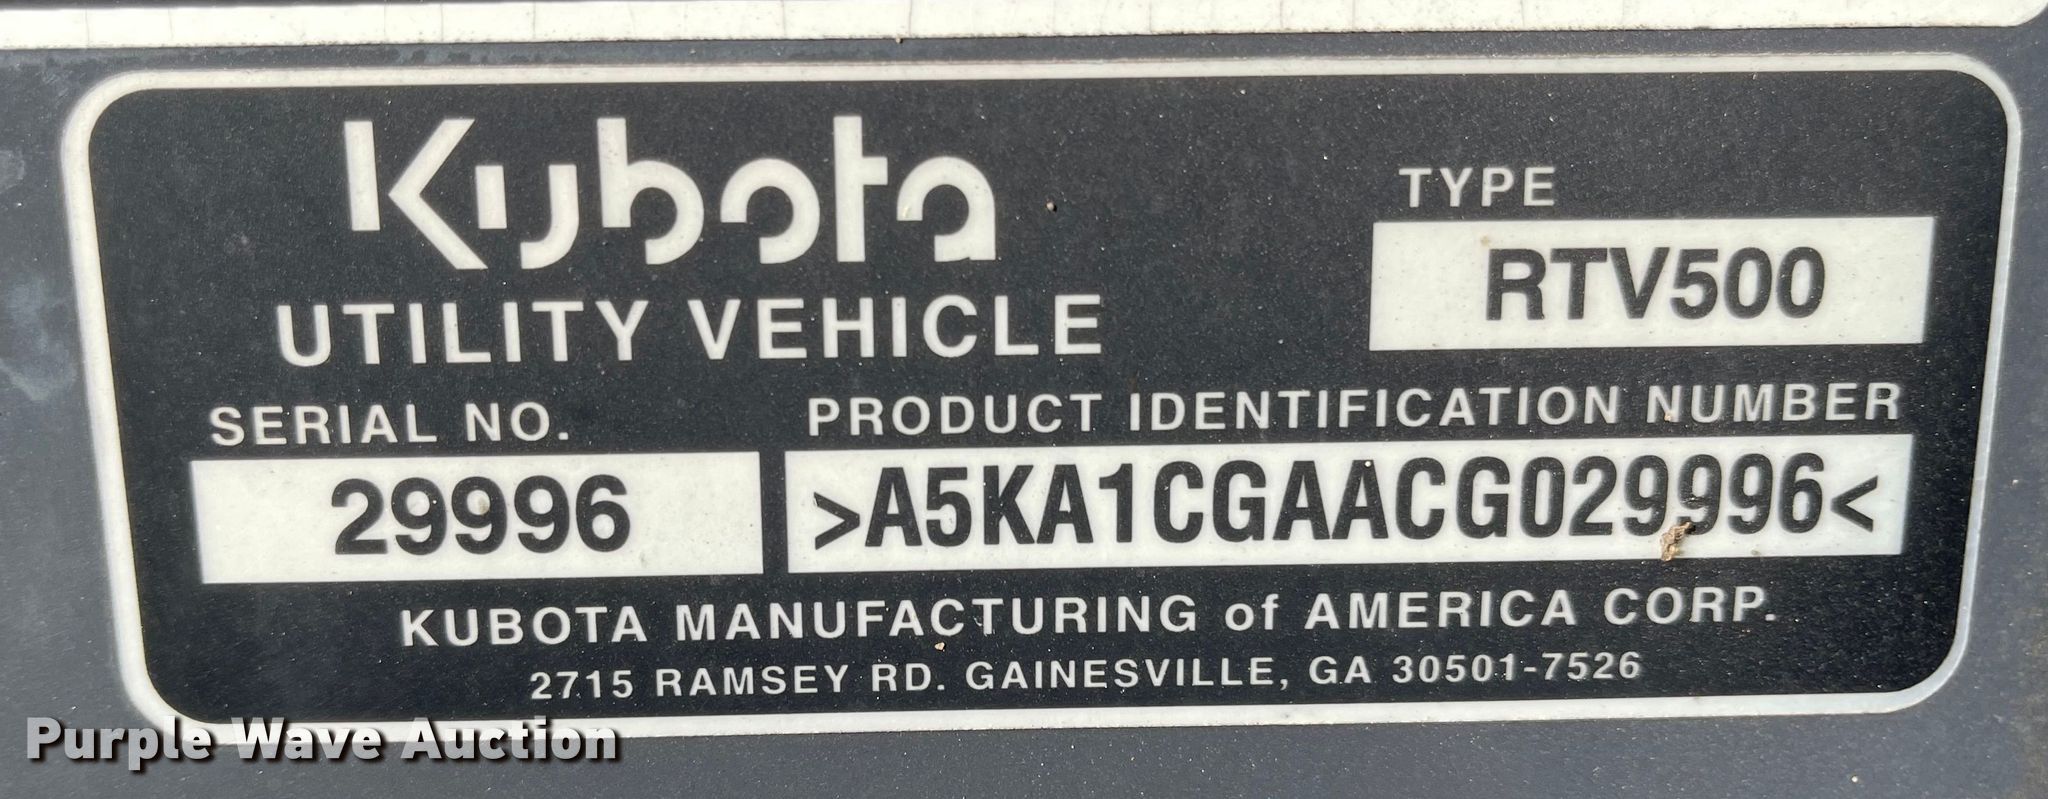 Kubota
UTILITY VEHICLE
TYPE
RTV500
SERIAL NO.
29996
PRODUCT IDENTIFICATION NUMBER
>A5KA1CGAACG029996<
KUBOTA MANUFACTURING of AMERICA CORP.
2715 RAMSEY RD. GAINESVILLE, GA 30501-7526
Purple Wave Auction